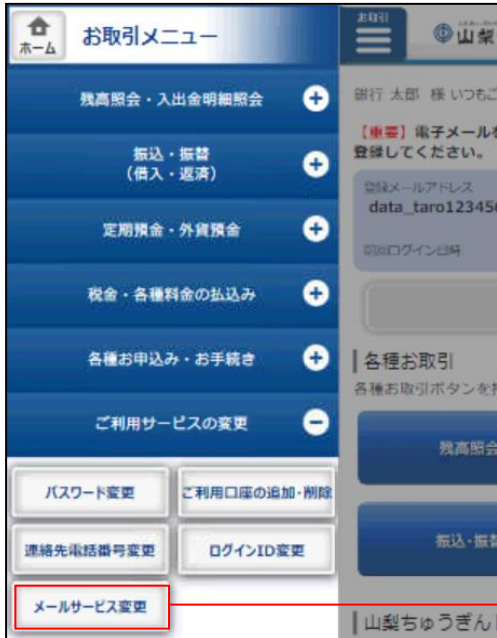 ホーム
お取引メニュー
残高照会・入出金明細照会
振込・振替
(借入・返済)
定期預金・外貨預金
税金・各種料金の払込み
各種お申込み・お手続き
ご利用サービスの変更
パスワード変更
ご利用口座の追加・削除
連絡先電話番号変更
ログインID変更
メールサービス変更
お取引
山梨
銀行 太郎 様 いつもご
【重要】電子メールを
登録してください。
登録メールアドレス
data_taro123456
前回ログイン日時
各種お取引
各種お取引ボタンを押
残高照会
振込・振替
山梨ちゅうぎん